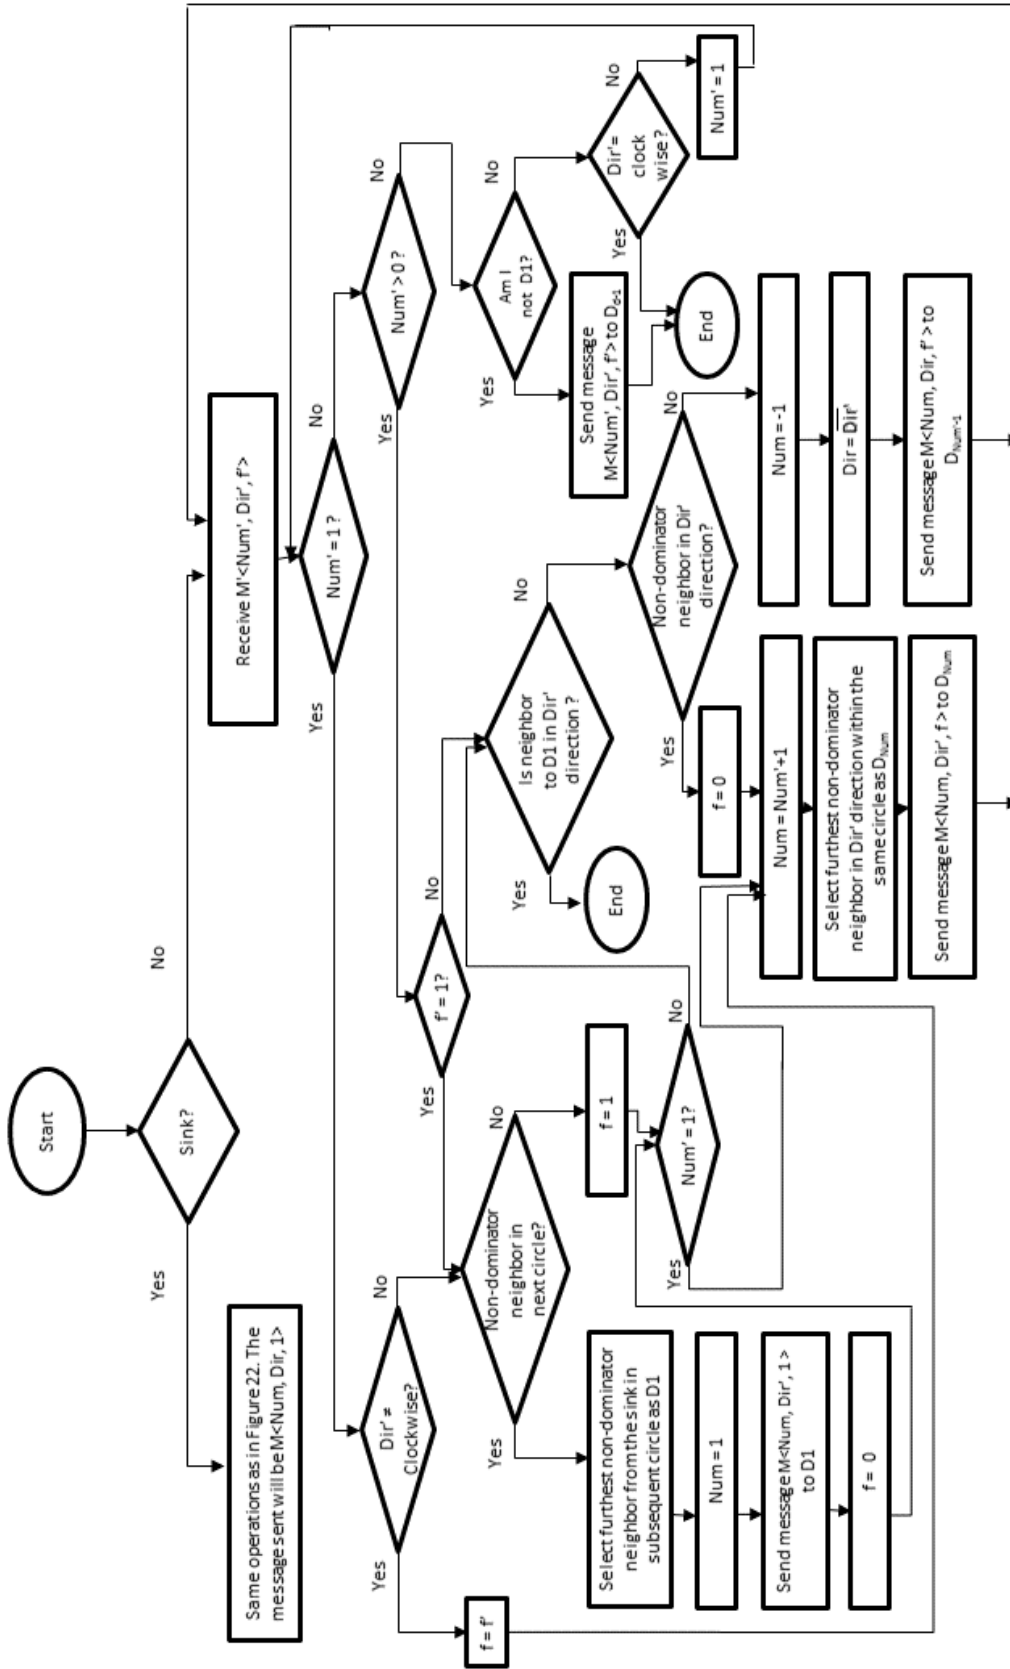 Start
Sink?
Yes
No
Same operations as in Figure 22. The
message sent will be M<Num, Dir, 1>
Receive M'<Num', Dir', f'>
Num' = 1 ?
Yes
No
Dir' ≠
Clockwise?
Yes
No
Num' > 0 ?
Yes
No
f = f'
f' = 1?
Yes
No
Am I
not D1?
Yes
No
Non-dominator
neighbor in
next circle?
Yes
No
Is neighbor
to D1 in Dir'
direction ?
Yes
No
Send message
M<Num', Dir', f'> to D_{d-1}
Dir' =
clock
wise ?
Yes
No
Num' = 1
End
Select furthest non-dominator
neighbor from the sink in
subsequent circle as D1
f = 1
End
Non-dominator
neighbor in Dir'
direction?
Yes
No
Num = 1
Num' = 1?
Yes
No
f = 0
Send message M<Num, Dir', 1 >
to D1
Num = Num'+1
Num = -1
f = 0
Select furthest non-dominator
neighbor in Dir' direction within the
same circle as D_{Num}
Dir = D̅i̅r̅'
Send message M<Num, Dir', f > to D_{Num}
Send message M<Num, Dir, f' > to
D_{Num'-1}